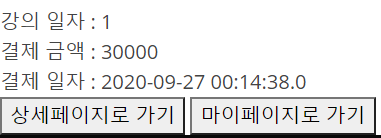 강의 일자 : 1
결제 금액 : 30000
결제 일자 : 2020-09-27 00:14:38.0
상세페이지로 가기 마이페이지로 가기